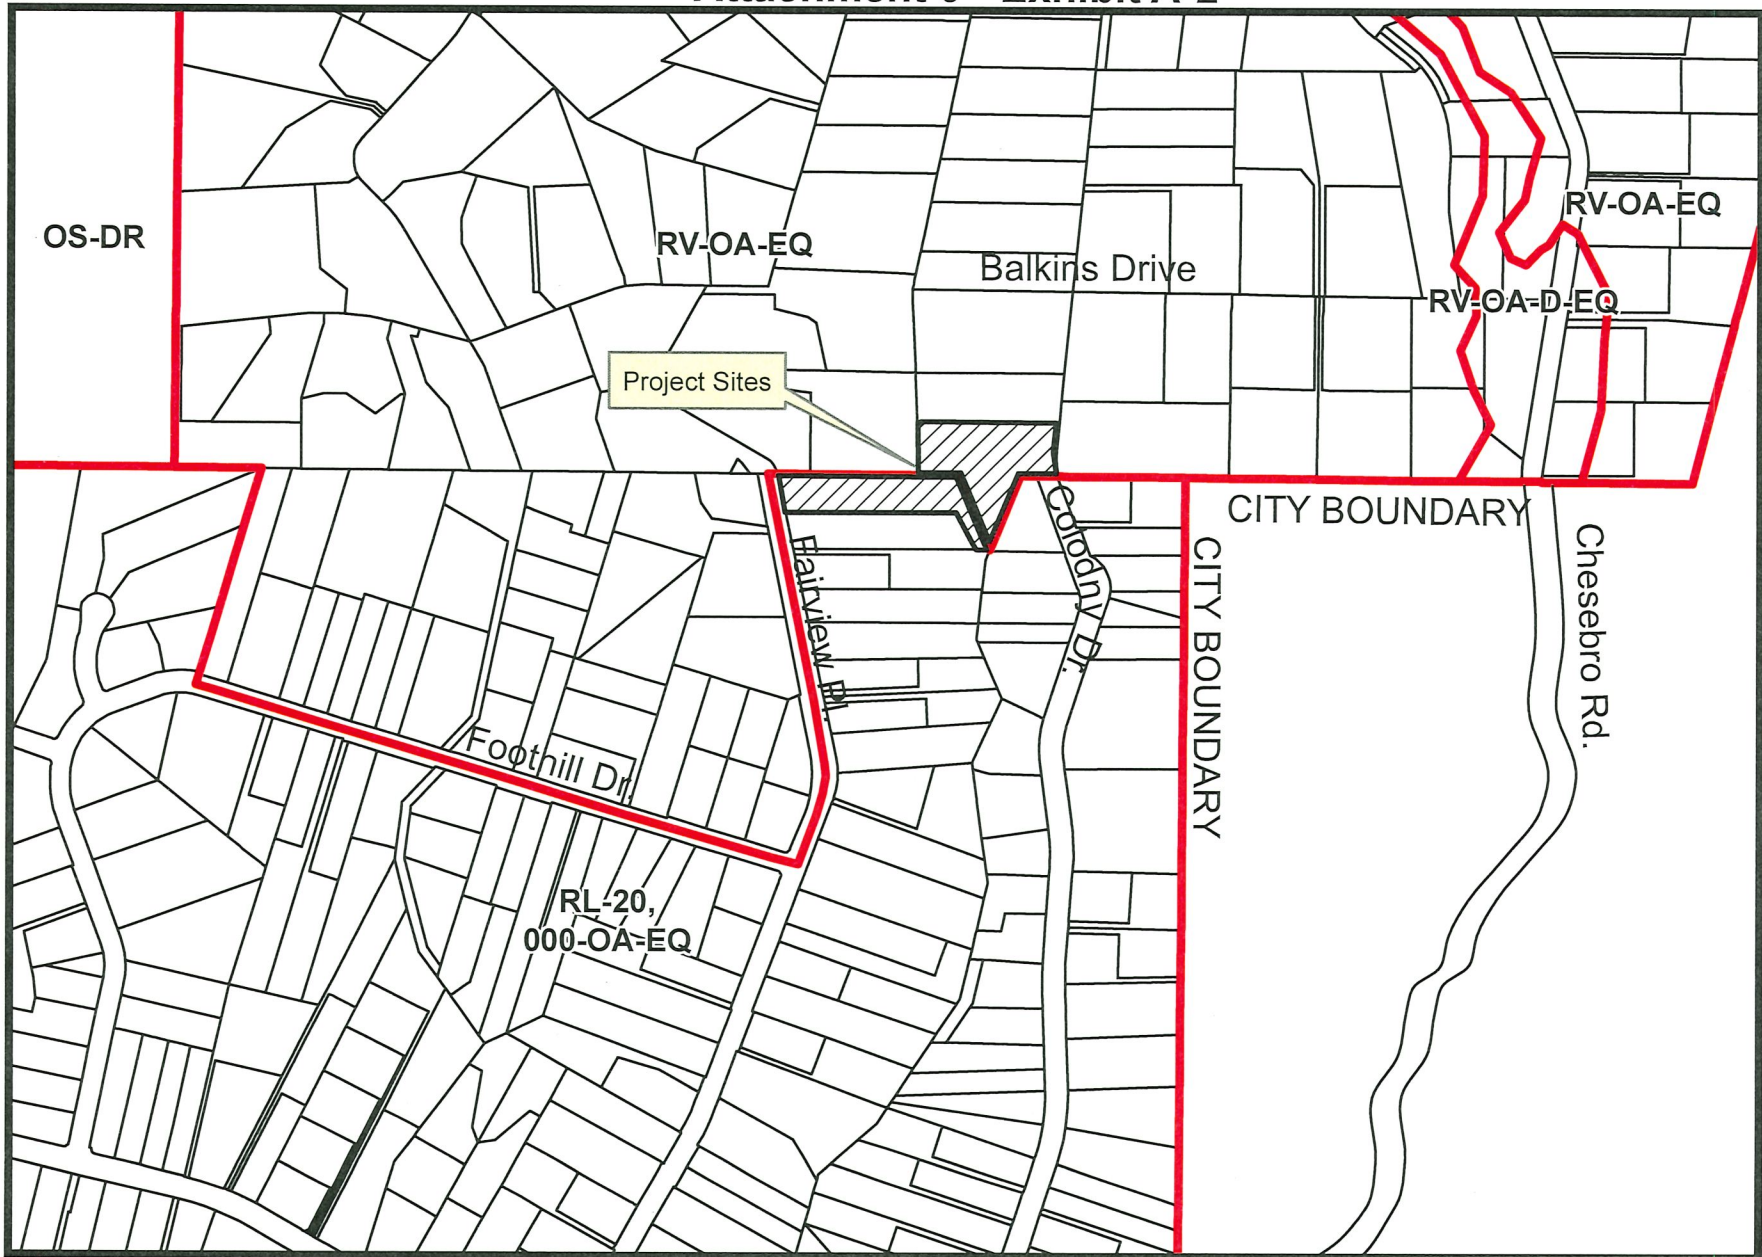 OS-DR
RV-OA-EQ
RV-OA-EQ
Balkins Drive
RV-OA-D-EQ
Project Sites
CITY BOUNDARY
Colodny Dr.
Fairview Pl.
CITY BOUNDARY
Chesebro Rd.
Foothill Dr.
RL-20,
000-OA-EQ